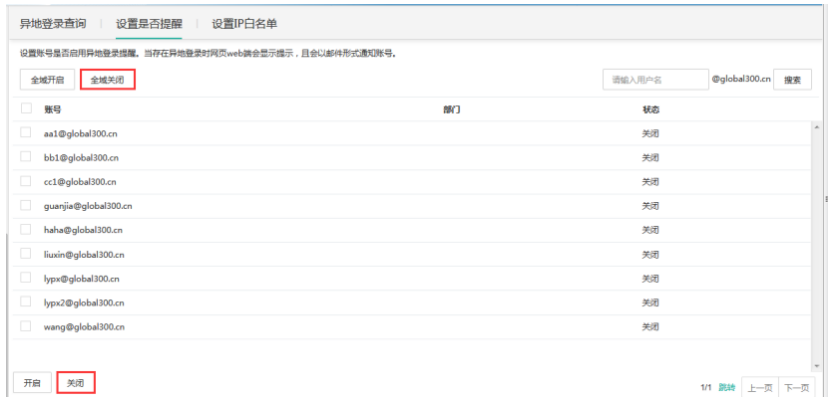 异地登录查询 设置是否提醒 设置IP白名单
设置账号是否启用异地登录提醒。当存在异地登录时网页web端会显示提示，且会以邮件形式通知账号。
全域开启 全域关闭 请输入用户名 @global300.cn 搜索
账号 部门 状态
aa1@global300.cn 关闭
bb1@global300.cn 关闭
cc1@global300.cn 关闭
guanjia@global300.cn 关闭
haha@global300.cn 关闭
liuxin@global300.cn 关闭
lypx@global300.cn 关闭
lypx2@global300.cn 关闭
wang@global300.cn 关闭
开启 关闭
1/1 跳转 上一页 下一页